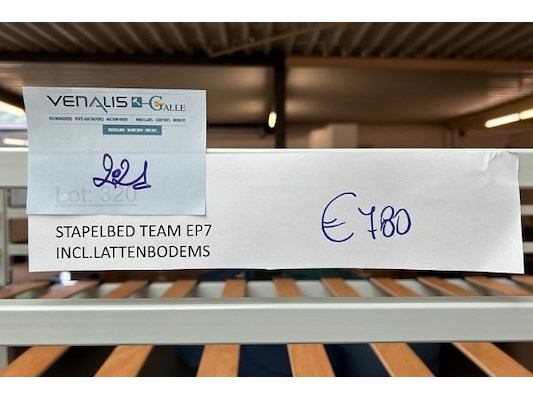 VENALIS GALLE
221
Lot: 320
STAPELBED TEAM EP7
INCL.LATTENBODEMS
€ 780